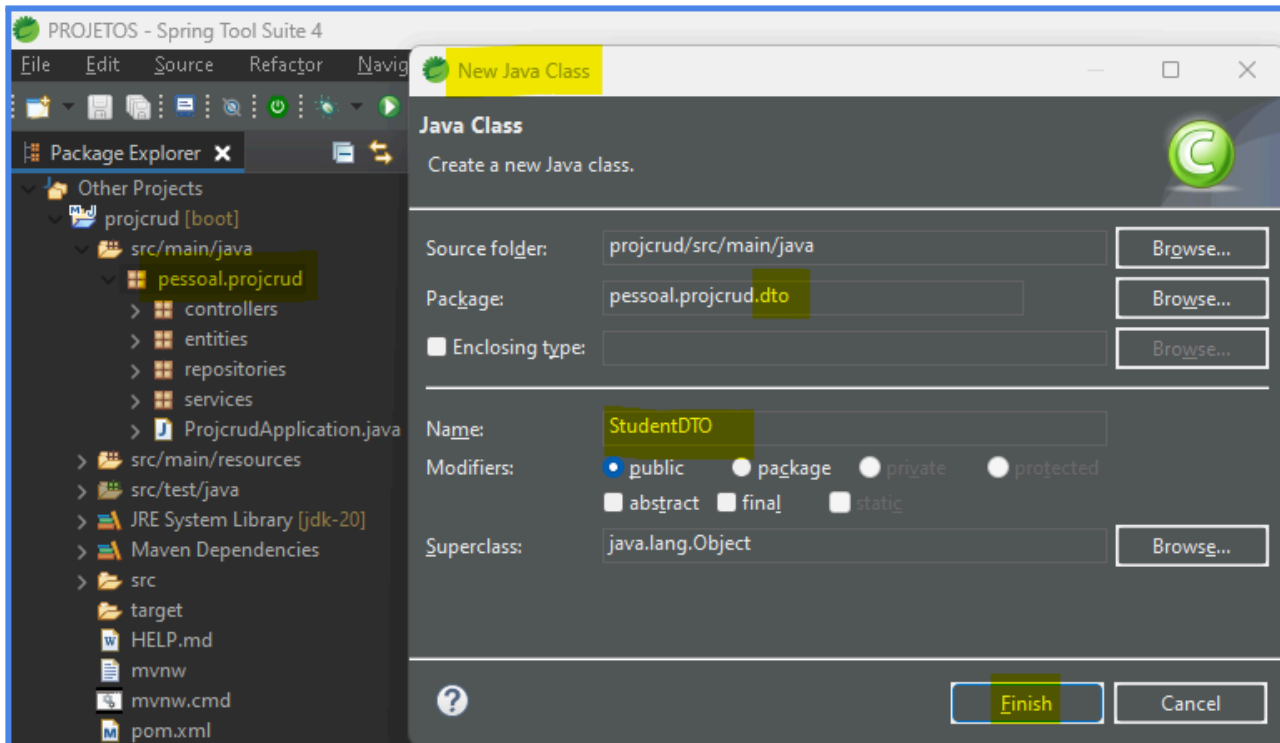 PROJETOS - Spring Tool Suite 4
File Edit Source Refactor Navig
Package Explorer
Other Projects
projcrud [boot]
src/main/java
pessoal.projcrud
controllers
entities
repositories
services
ProjcrudApplication.java
src/main/resources
src/test/java
JRE System Library [jdk-20]
Maven Dependencies
src
target
HELP.md
mvnw
mvnw.cmd
pom.xml
New Java Class
Java Class
Create a new Java class.
Source folder: projcrud/src/main/java Browse...
Package: pessoal.projcrud.dto Browse...
Enclosing type: Browse...
Name: StudentDTO
Modifiers: public package private protected
abstract final static
Superclass: java.lang.Object Browse...
Finish Cancel